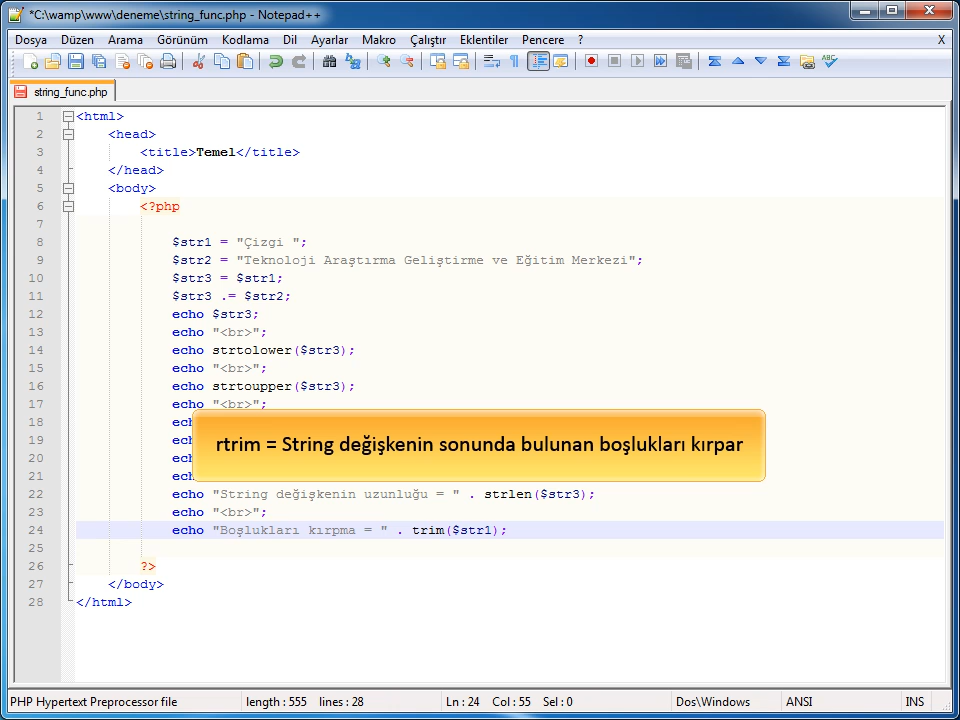 *C:\wamp\www\deneme\string_func.php - Notepad++
Dosya Düzen Arama Görünüm Kodlama Dil Ayarlar Makro Çalıştır Eklentiler Pencere ? X
string_func.php
1 <html>
2 <head>
3 <title>Temel</title>
4 </head>
5 <body>
6 <?php
7
8 $str1 = "Çizgi ";
9 $str2 = "Teknoloji Araştırma Geliştirme ve Eğitim Merkezi";
10 $str3 = $str1;
11 $str3 .= $str2;
12 echo $str3;
13 echo "<br>";
14 echo strtolower($str3);
15 echo "<br>";
16 echo strtoupper($str3);
17 echo "<br>";
18
19
rtrim = String değişkenin sonunda bulunan boşlukları kırpar
20
21
22 echo "String değişkenin uzunluğu = " . strlen($str3);
23 echo "<br>";
24 echo "Boşlukları kırpma = " . trim($str1);
25
26 ?>
27 </body>
28 </html>
PHP Hypertext Preprocessor file length : 555 lines : 28 Ln : 24 Col : 55 Sel : 0 Dos\Windows ANSI INS